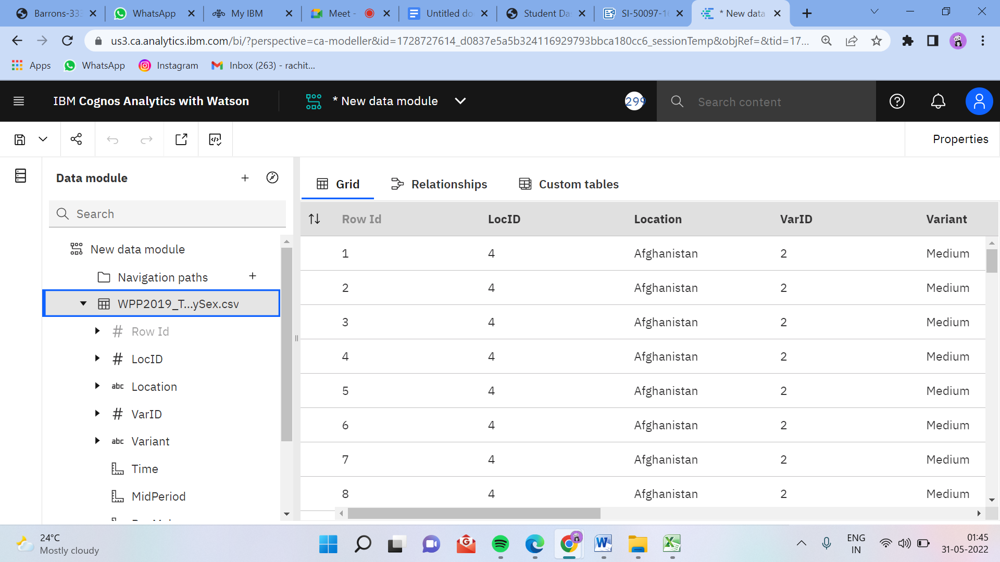 Barrons-333
WhatsApp
My IBM
Meet -
Untitled do
Student Da
SI-50097-1
* New data
us3.ca.analytics.ibm.com/bi/?perspective=ca-modeller&id=1728727614_d0837e5a5b324116929793bbca180cc6_sessionTemp&objRef=&tid=17...
Apps
WhatsApp
Instagram
Inbox (263) - rachit...
IBM Cognos Analytics with Watson
* New data module
299
Search content
Properties
Data module
Search
New data module
Navigation paths
WPP2019_T...ySex.csv
# Row Id
# LocID
abc Location
# VarID
abc Variant
Time
MidPeriod
Grid
Relationships
Custom tables
Row Id LocID Location VarID Variant
1 4 Afghanistan 2 Medium
2 4 Afghanistan 2 Medium
3 4 Afghanistan 2 Medium
4 4 Afghanistan 2 Medium
5 4 Afghanistan 2 Medium
6 4 Afghanistan 2 Medium
7 4 Afghanistan 2 Medium
8 4 Afghanistan 2 Medium
24°C
Mostly cloudy
ENG
IN
01:45
31-05-2022